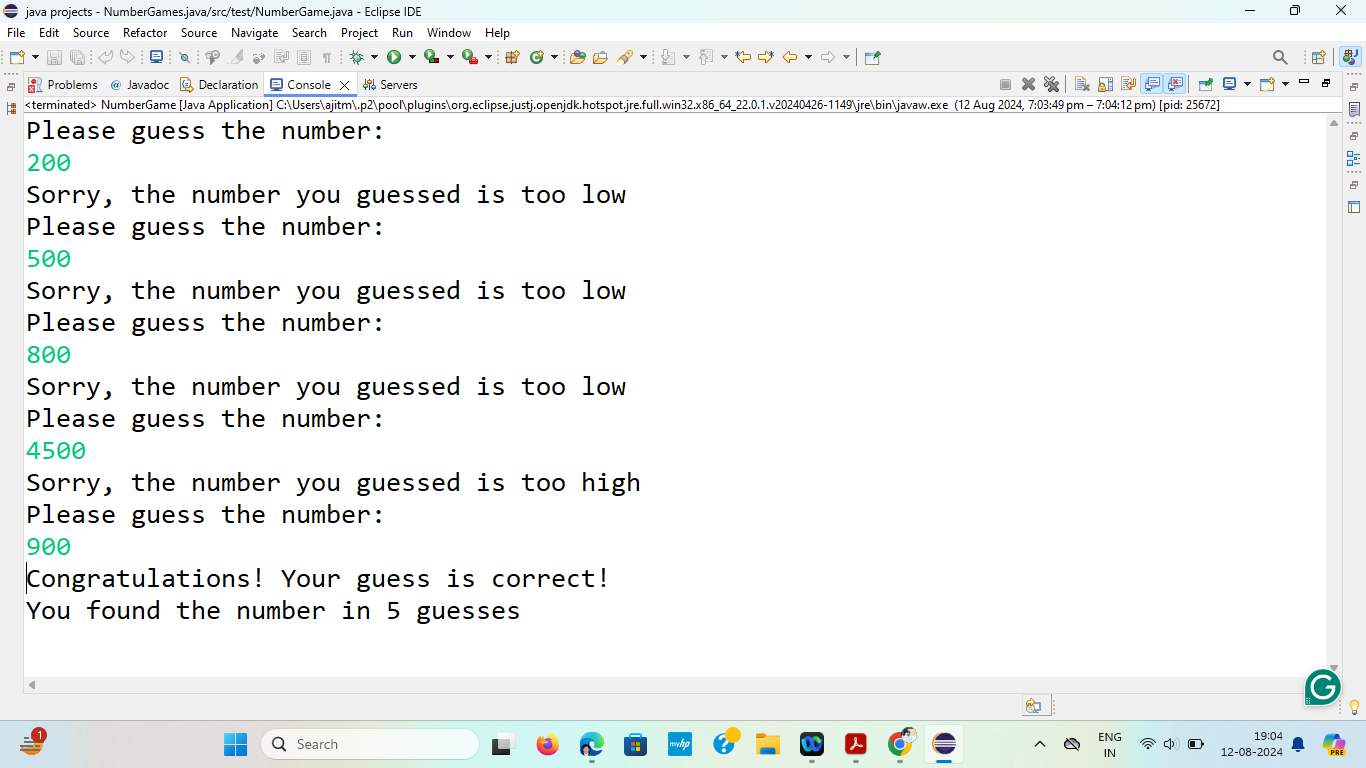 java projects - NumberGames.java/src/test/NumberGame.java - Eclipse IDE
File Edit Source Refactor Source Navigate Search Project Run Window Help
Problems @ Javadoc Declaration Console Servers
<terminated> NumberGame [Java Application] C:\Users\ajitm\.p2\pool\plugins\org.eclipse.justj.openjdk.hotspot.jre.full.win32.x86_64_22.0.1.v20240426-1149\jre\bin\javaw.exe (12 Aug 2024, 7:03:49 pm – 7:04:12 pm) [pid: 25672]
Please guess the number:
200
Sorry, the number you guessed is too low
Please guess the number:
500
Sorry, the number you guessed is too low
Please guess the number:
800
Sorry, the number you guessed is too low
Please guess the number:
4500
Sorry, the number you guessed is too high
Please guess the number:
900
Congratulations! Your guess is correct!
You found the number in 5 guesses
1
Search
myhp
ENG
IN
19:04
12-08-2024
PRE